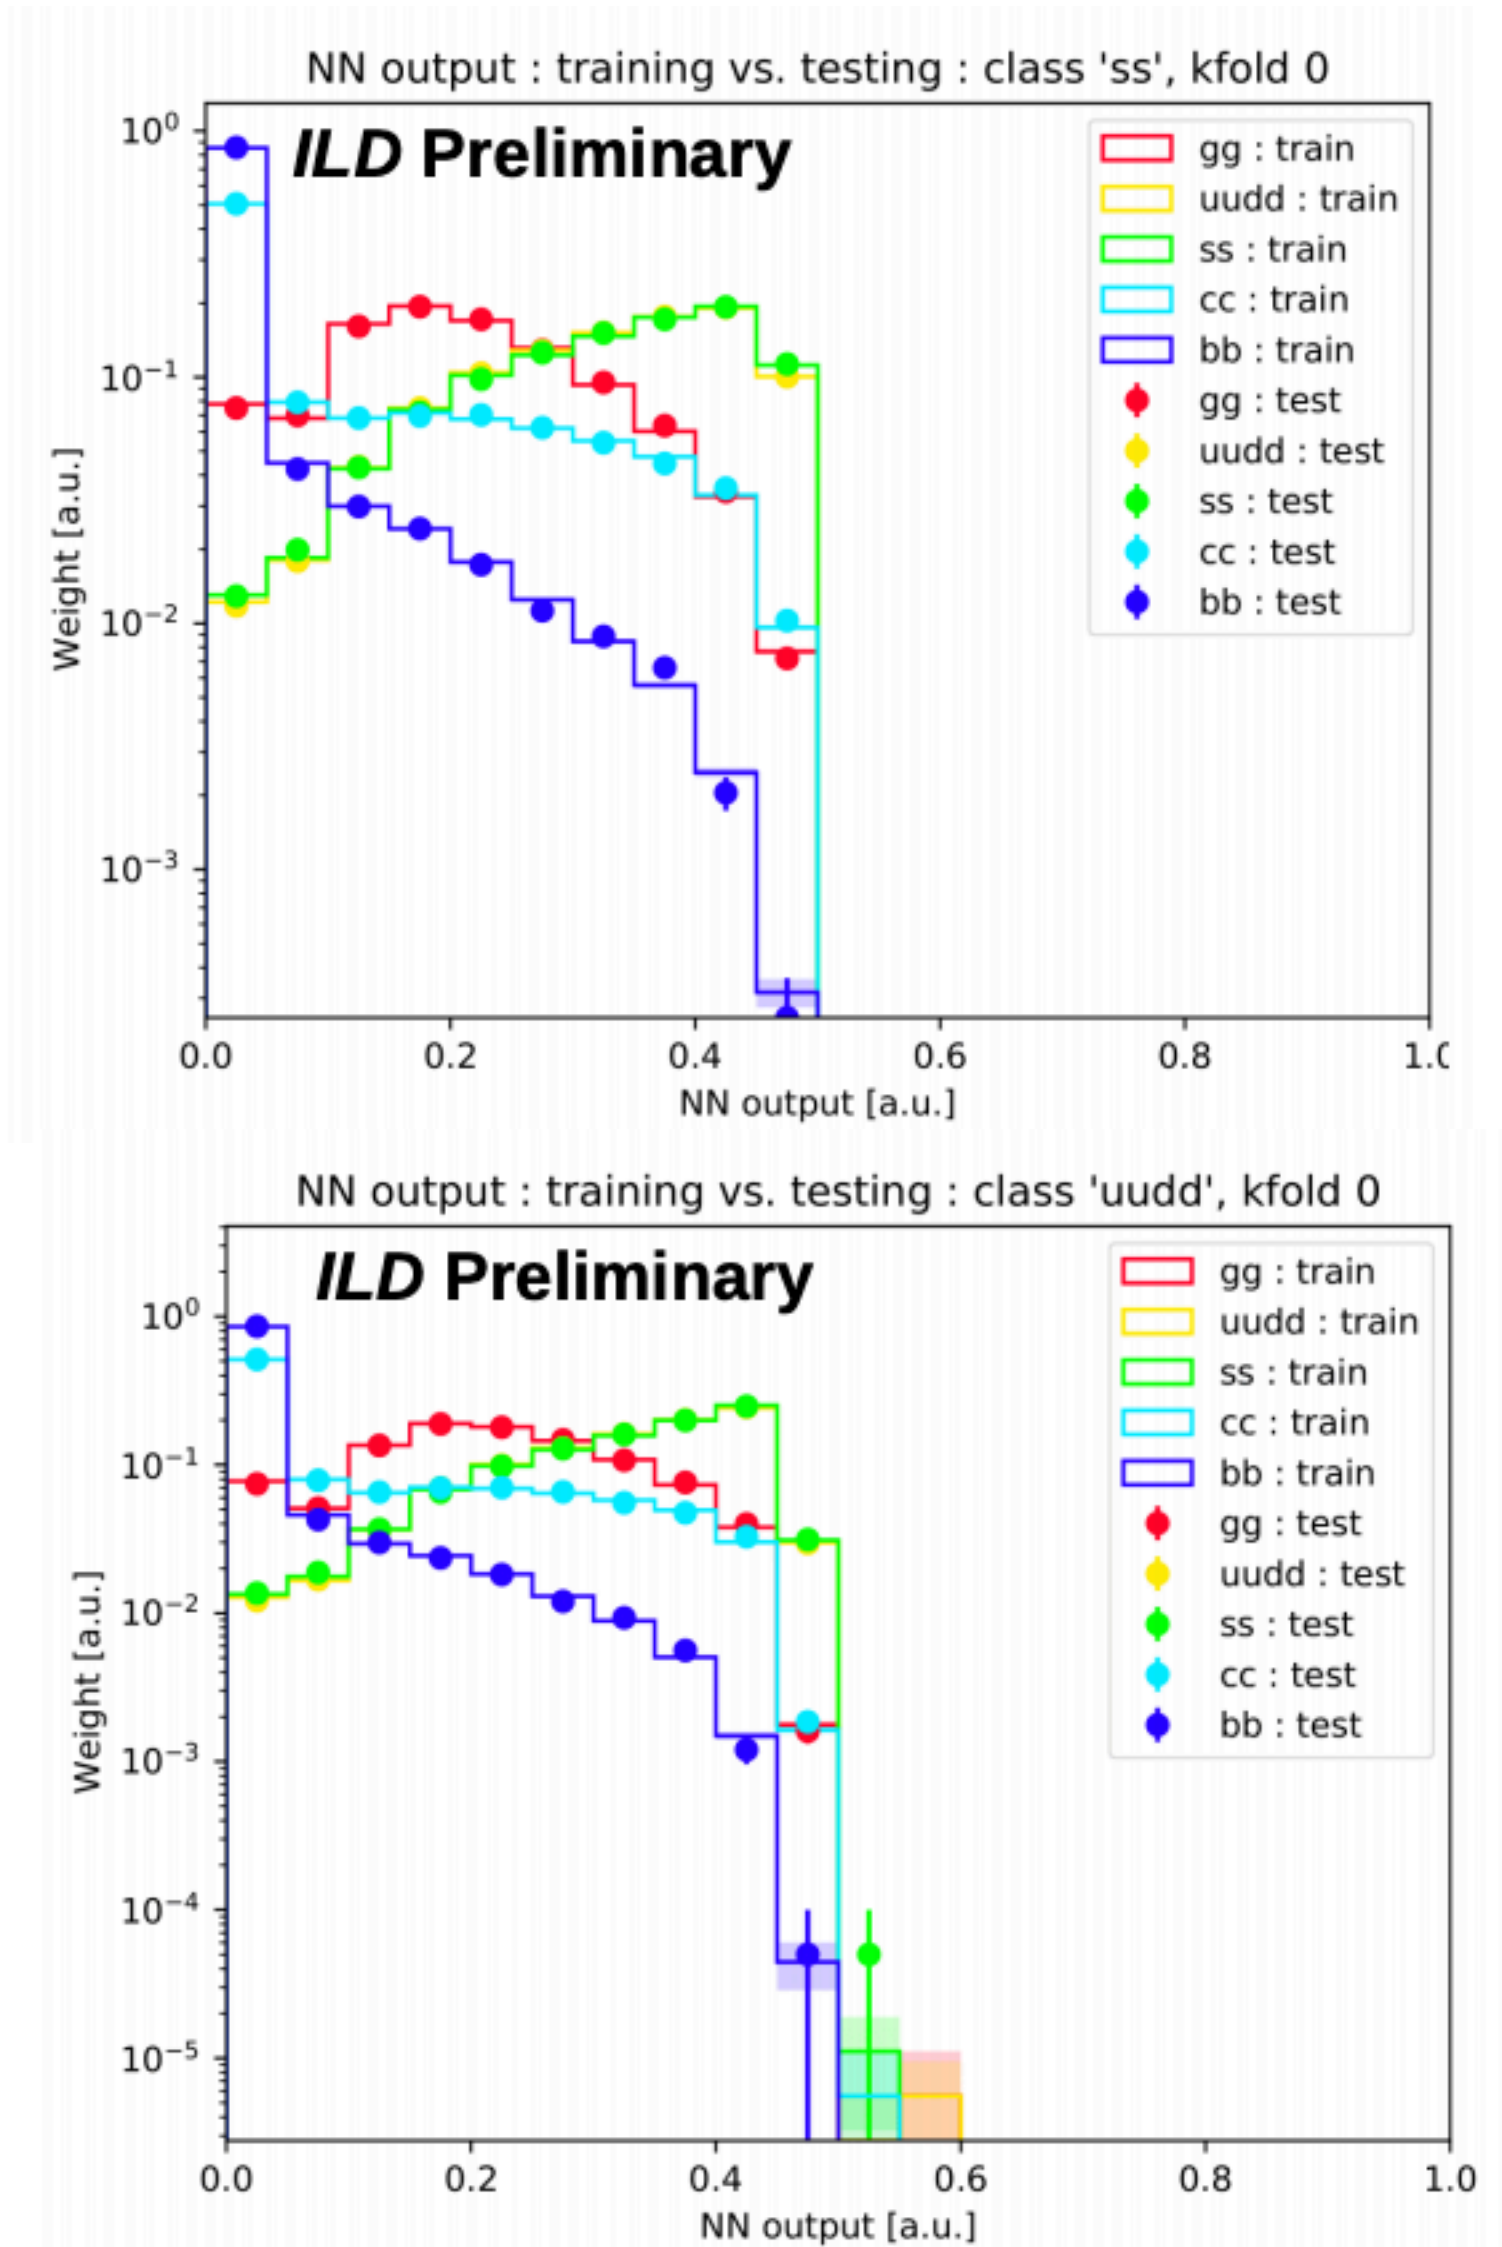 NN output : training vs. testing : class 'ss', kfold 0
ILD Preliminary
gg : train
uudd : train
ss : train
cc : train
bb : train
gg : test
uudd : test
ss : test
cc : test
bb : test
10⁰
10⁻¹
10⁻²
10⁻³
Weight [a.u.]
0.0 0.2 0.4 0.6 0.8 1.0
NN output [a.u.]
NN output : training vs. testing : class 'uudd', kfold 0
ILD Preliminary
gg : train
uudd : train
ss : train
cc : train
bb : train
gg : test
uudd : test
ss : test
cc : test
bb : test
10⁰
10⁻¹
10⁻²
10⁻³
10⁻⁴
10⁻⁵
Weight [a.u.]
0.0 0.2 0.4 0.6 0.8 1.0
NN output [a.u.]